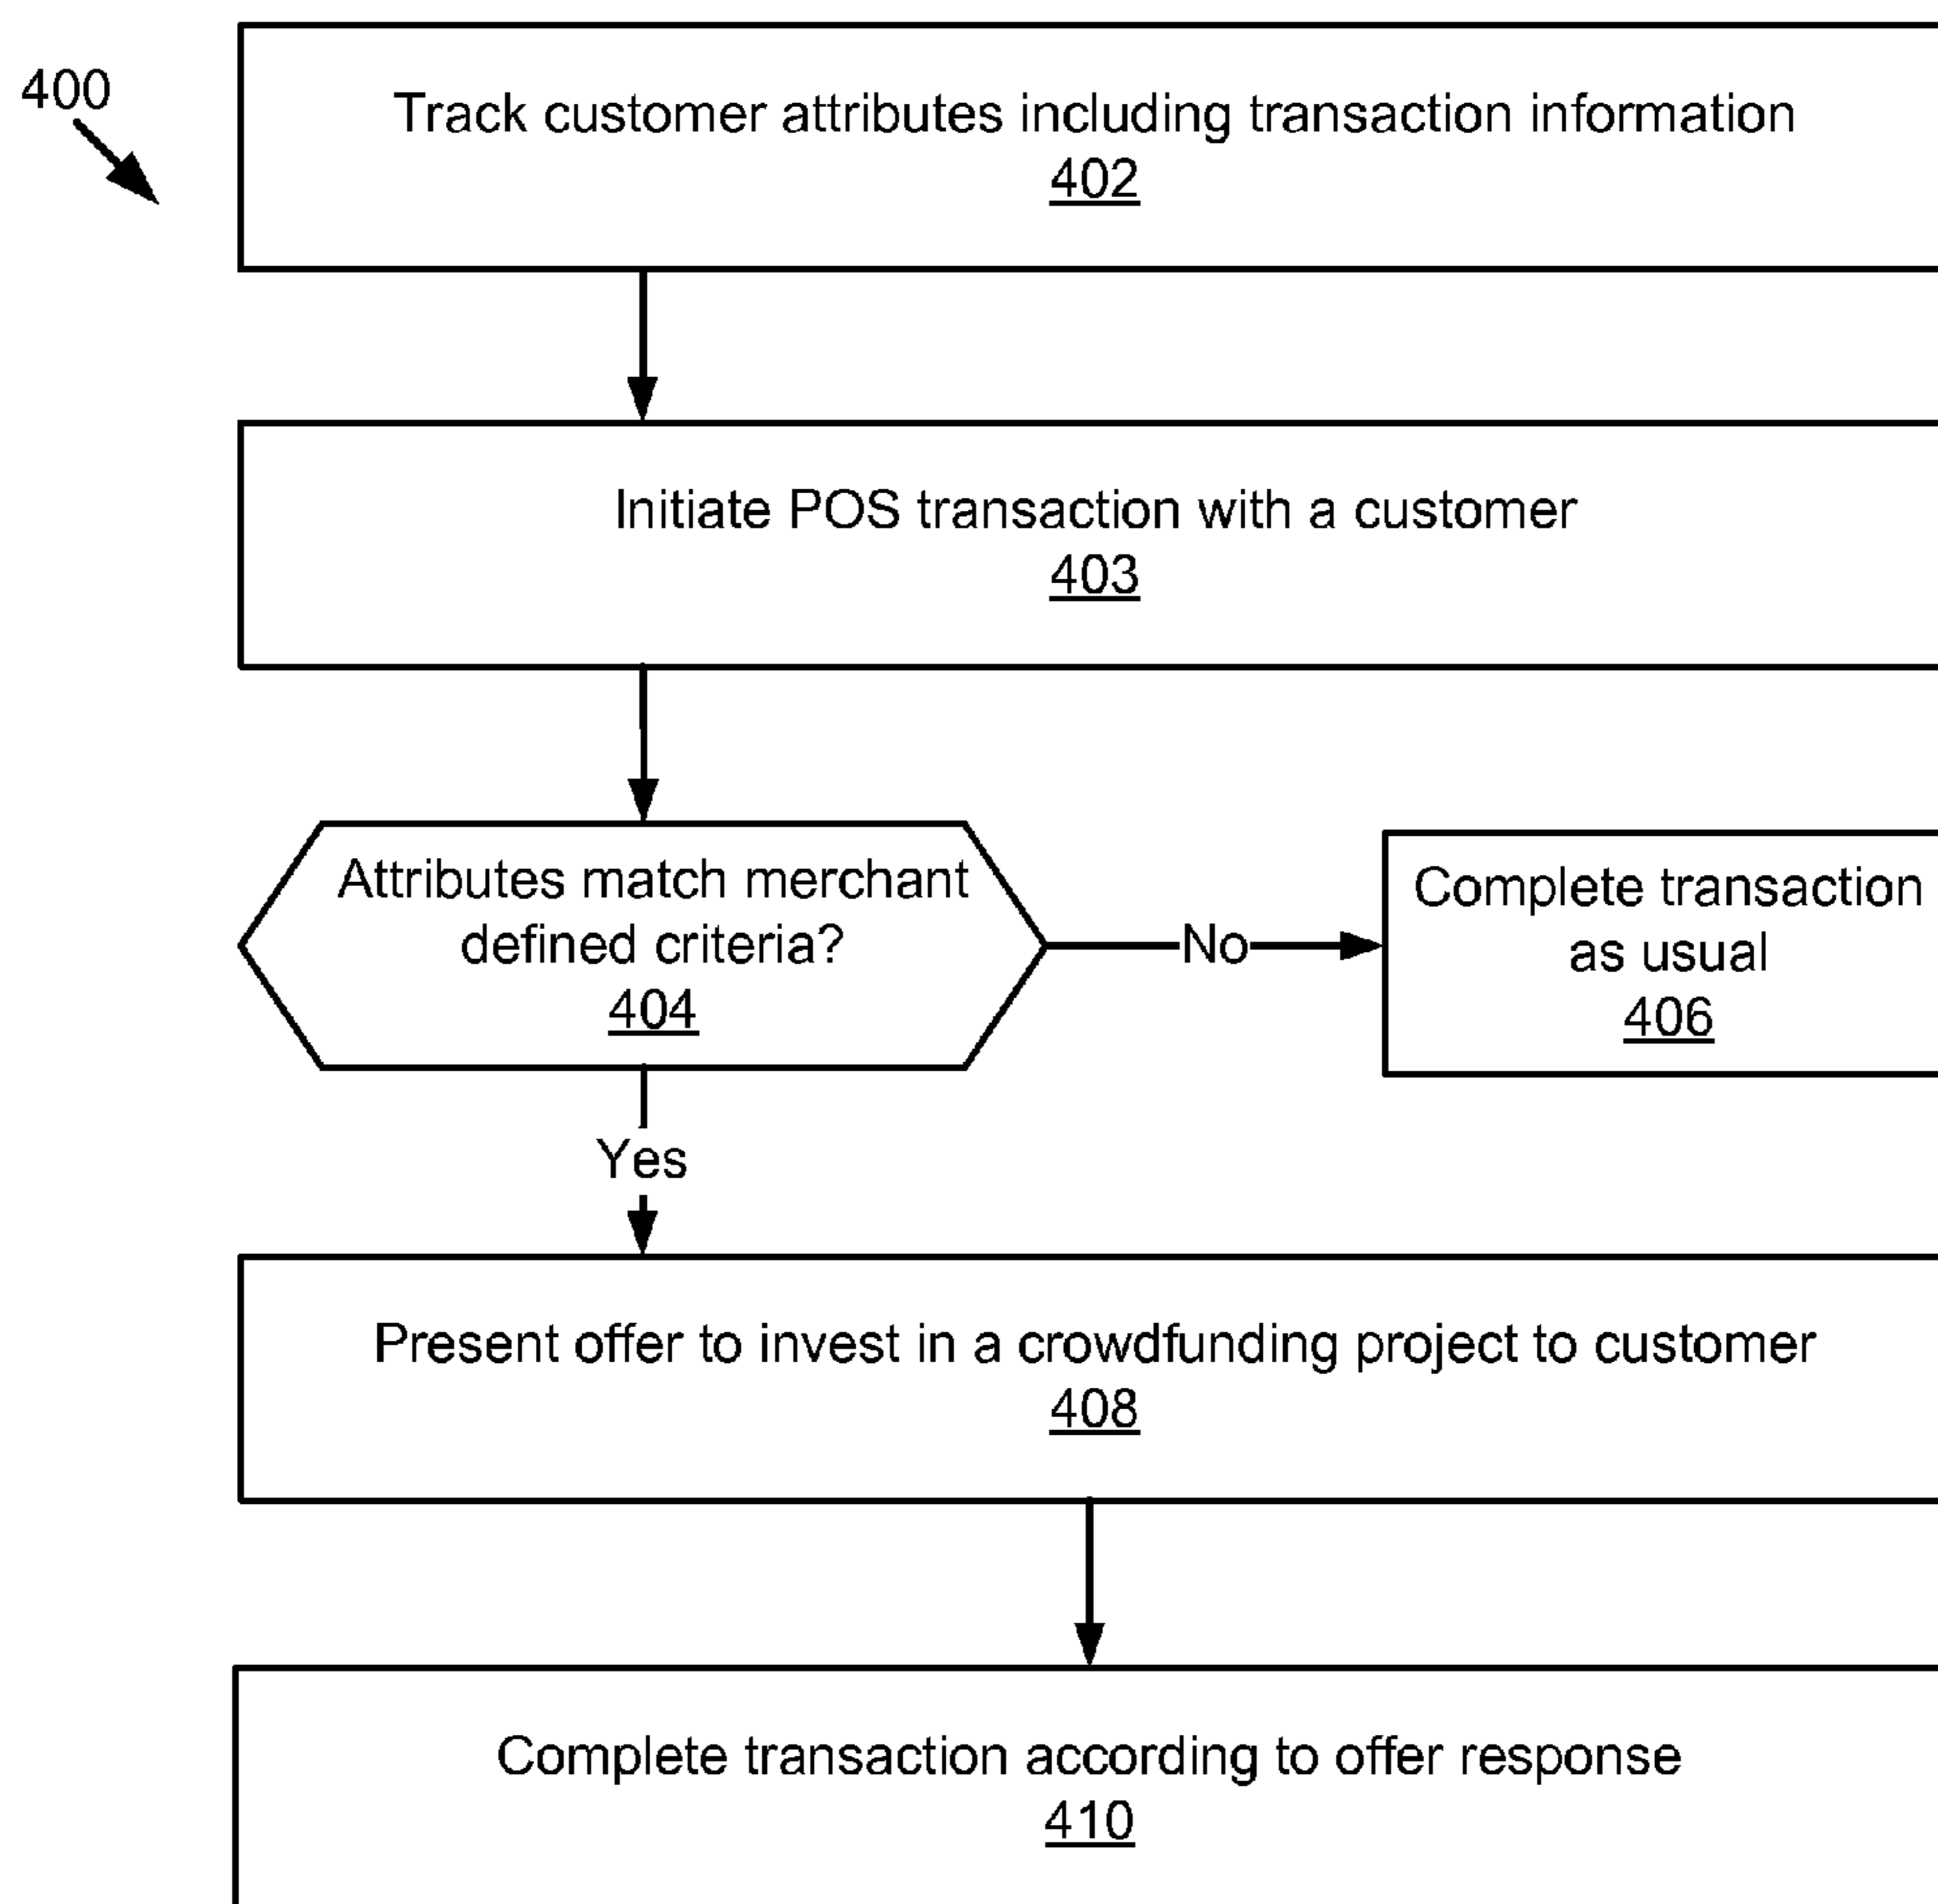 400
Track customer attributes including transaction information
402
Initiate POS transaction with a customer
403
Attributes match merchant
defined criteria?
404
No
Complete transaction
as usual
406
Yes
Present offer to invest in a crowdfunding project to customer
408
Complete transaction according to offer response
410